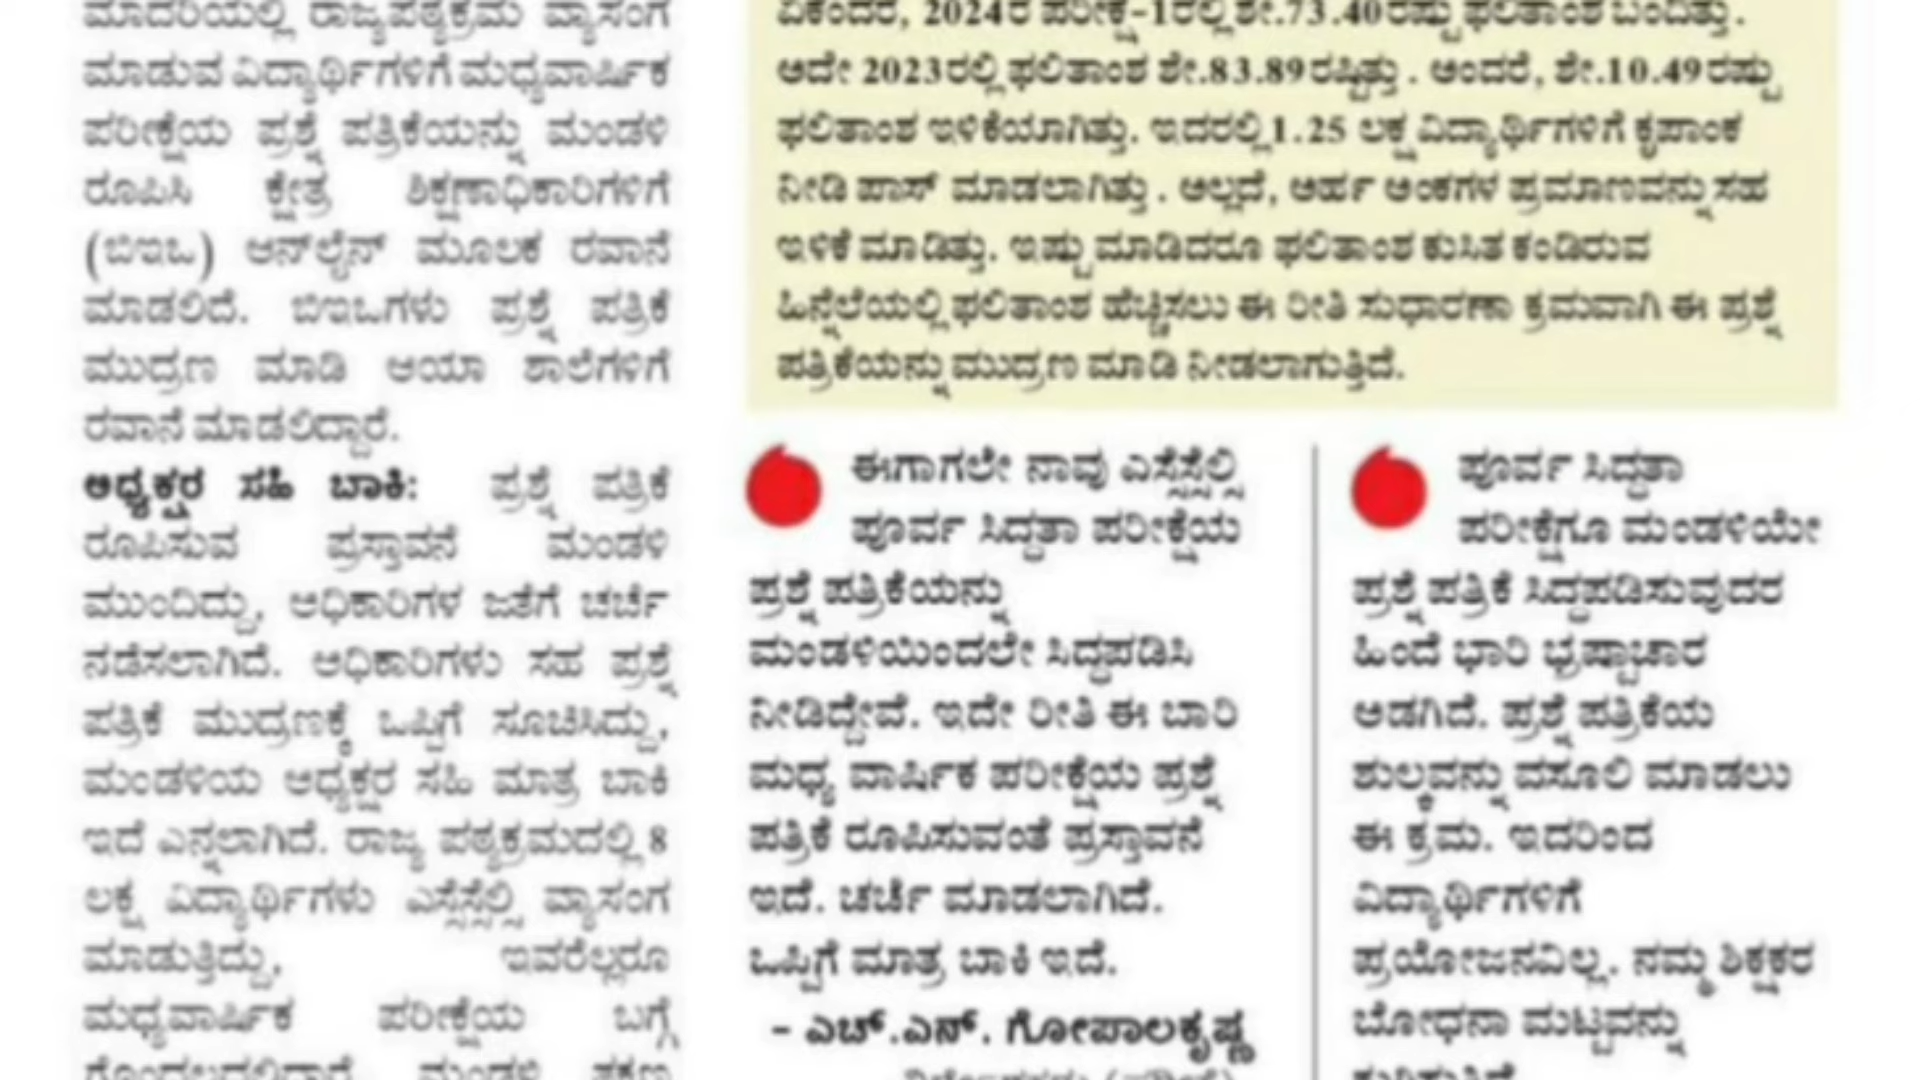 ಮಾದರಿಯಲ್ಲಿ ರಾಜ್ಯಪಠ್ಯಕ್ರಮ ವ್ಯಾಸಂಗ
ಮಾಡುವ ವಿದ್ಯಾರ್ಥಿಗಳಿಗೆ ಮಧ್ಯವಾರ್ಷಿಕ
ಪರೀಕ್ಷೆಯ ಪ್ರಶ್ನೆ ಪತ್ರಿಕೆಯನ್ನು ಮಂಡಳಿ
ರೂಪಿಸಿ ಕ್ಷೇತ್ರ ಶಿಕ್ಷಣಾಧಿಕಾರಿಗಳಿಗೆ
(ಬಿಇಒ) ಆನ್‌ಲೈನ್ ಮೂಲಕ ರವಾನೆ
ಮಾಡಲಿದೆ. ಬಿಇಒಗಳು ಪ್ರಶ್ನೆ ಪತ್ರಿಕೆ
ಮುದ್ರಣ ಮಾಡಿ ಆಯಾ ಶಾಲೆಗಳಿಗೆ
ರವಾನೆ ಮಾಡಲಿದ್ದಾರೆ.
ಅಧ್ಯಕ್ಷರ ಸಹಿ ಬಾಕಿ: ಪ್ರಶ್ನೆ ಪತ್ರಿಕೆ
ರೂಪಿಸುವ ಪ್ರಸ್ತಾವನೆ ಮಂಡಳಿ
ಮುಂದಿದ್ದು, ಅಧಿಕಾರಿಗಳ ಜತೆಗೆ ಚರ್ಚೆ
ನಡೆಸಲಾಗಿದೆ. ಅಧಿಕಾರಿಗಳು ಸಹ ಪ್ರಶ್ನೆ
ಪತ್ರಿಕೆ ಮುದ್ರಣಕ್ಕೆ ಒಪ್ಪಿಗೆ ಸೂಚಿಸಿದ್ದು,
ಮಂಡಳಿಯ ಅಧ್ಯಕ್ಷರ ಸಹಿ ಮಾತ್ರ ಬಾಕಿ
ಇದೆ ಎನ್ನಲಾಗಿದೆ. ರಾಜ್ಯ ಪಠ್ಯಕ್ರಮದಲ್ಲಿ 8
ಲಕ್ಷ ವಿದ್ಯಾರ್ಥಿಗಳು ಎಸ್ಸೆಸ್ಸೆಲ್ಸಿ ವ್ಯಾಸಂಗ
ಮಾಡುತ್ತಿದ್ದು, ಇವರೆಲ್ಲರೂ
ಮಧ್ಯವಾರ್ಷಿಕ ಪರೀಕ್ಷೆಯ ಬಗ್ಗೆ
ಗೊಂದಲದಲ್ಲಿದ್ದಾರೆ. ಮಂಡಳಿ ತಕ್ಷಣ
ಏಕೆಂದರೆ, 2024ರ ಪರೀಕ್ಷೆ-1ರಲ್ಲಿ ಶೇ.73.40ರಷ್ಟು ಫಲಿತಾಂಶ ಬಂದಿತ್ತು.
ಅದೇ 2023ರಲ್ಲಿ ಫಲಿತಾಂಶ ಶೇ.83.89ರಷ್ಟಿತ್ತು. ಅಂದರೆ, ಶೇ.10.49ರಷ್ಟು
ಫಲಿತಾಂಶ ಇಳಿಕೆಯಾಗಿತ್ತು. ಇದರಲ್ಲಿ 1.25 ಲಕ್ಷ ವಿದ್ಯಾರ್ಥಿಗಳಿಗೆ ಕೃಪಾಂಕ
ನೀಡಿ ಪಾಸ್ ಮಾಡಲಾಗಿತ್ತು. ಅಲ್ಲದೆ, ಅರ್ಹ ಅಂಕಗಳ ಪ್ರಮಾಣವನ್ನು ಸಹ
ಇಳಿಕೆ ಮಾಡಿತ್ತು. ಇಷ್ಟು ಮಾಡಿದರೂ ಫಲಿತಾಂಶ ಕುಸಿತ ಕಂಡಿರುವ
ಹಿನ್ನೆಲೆಯಲ್ಲಿ ಫಲಿತಾಂಶ ಹೆಚ್ಚಿಸಲು ಈ ರೀತಿ ಸುಧಾರಣಾ ಕ್ರಮವಾಗಿ ಈ ಪ್ರಶ್ನೆ
ಪತ್ರಿಕೆಯನ್ನು ಮುದ್ರಣ ಮಾಡಿ ನೀಡಲಾಗುತ್ತಿದೆ.
ಈಗಾಗಲೇ ನಾವು ಎಸ್ಸೆಸ್ಸೆಲ್ಸಿ
ಪೂರ್ವ ಸಿದ್ಧತಾ ಪರೀಕ್ಷೆಯ
ಪ್ರಶ್ನೆ ಪತ್ರಿಕೆಯನ್ನು
ಮಂಡಳಿಯಿಂದಲೇ ಸಿದ್ಧಪಡಿಸಿ
ನೀಡಿದ್ದೇವೆ. ಇದೇ ರೀತಿ ಈ ಬಾರಿ
ಮಧ್ಯ ವಾರ್ಷಿಕ ಪರೀಕ್ಷೆಯ ಪ್ರಶ್ನೆ
ಪತ್ರಿಕೆ ರೂಪಿಸುವಂತೆ ಪ್ರಸ್ತಾವನೆ
ಇದೆ. ಚರ್ಚೆ ಮಾಡಲಾಗಿದೆ.
ಒಪ್ಪಿಗೆ ಮಾತ್ರ ಬಾಕಿ ಇದೆ.
- ಎಚ್.ಎನ್. ಗೋಪಾಲಕೃಷ್ಣ
ಪೂರ್ವ ಸಿದ್ಧತಾ
ಪರೀಕ್ಷೆಗೂ ಮಂಡಳಿಯೇ
ಪ್ರಶ್ನೆ ಪತ್ರಿಕೆ ಸಿದ್ಧಪಡಿಸುವುದರ
ಹಿಂದೆ ಭಾರಿ ಭ್ರಷ್ಟಾಚಾರ
ಅಡಗಿದೆ. ಪ್ರಶ್ನೆ ಪತ್ರಿಕೆಯ
ಶುಲ್ಕವನ್ನು ವಸೂಲಿ ಮಾಡಲು
ಈ ಕ್ರಮ. ಇದರಿಂದ
ವಿದ್ಯಾರ್ಥಿಗಳಿಗೆ
ಪ್ರಯೋಜನವಿಲ್ಲ. ನಮ್ಮ ಶಿಕ್ಷಕರ
ಬೋಧನಾ ಮಟ್ಟವನ್ನು